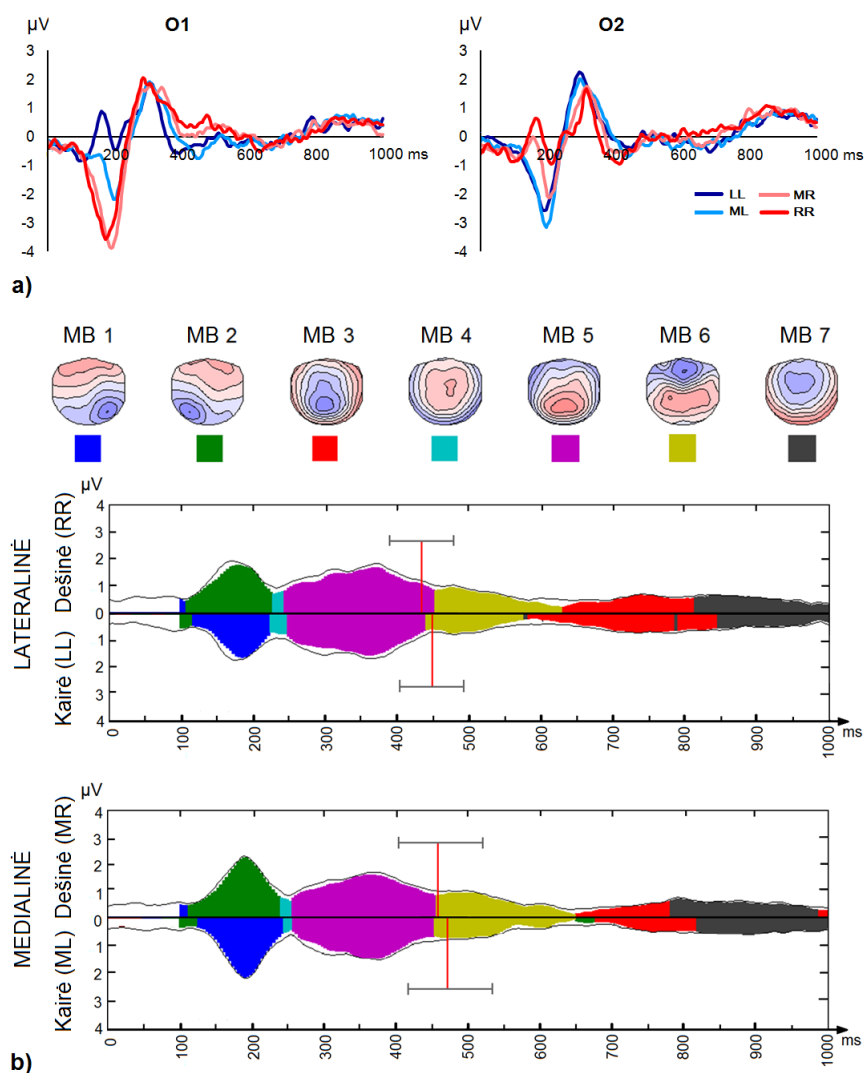 µV O1 µV O2
3 3
2 2
1 1
0 0
-1 200 400 600 800 1000 ms -1 200 400 600 800 1000 ms
-2 -2
-3 -3
-4 -4
LL MR
ML RR
a)
MB 1 MB 2 MB 3 MB 4 MB 5 MB 6 MB 7
µV
LATERALINĖ
Kairė (LL) Dešinė (RR)
4
3
2
1
0
1
2
3
4
0 100 200 300 400 500 600 700 800 900 1000 ms
µV
MEDIALINĖ
Kairė (ML) Dešinė (MR)
4
3
2
1
0
1
2
3
4
0 100 200 300 400 500 600 700 800 900 1000 ms
b)